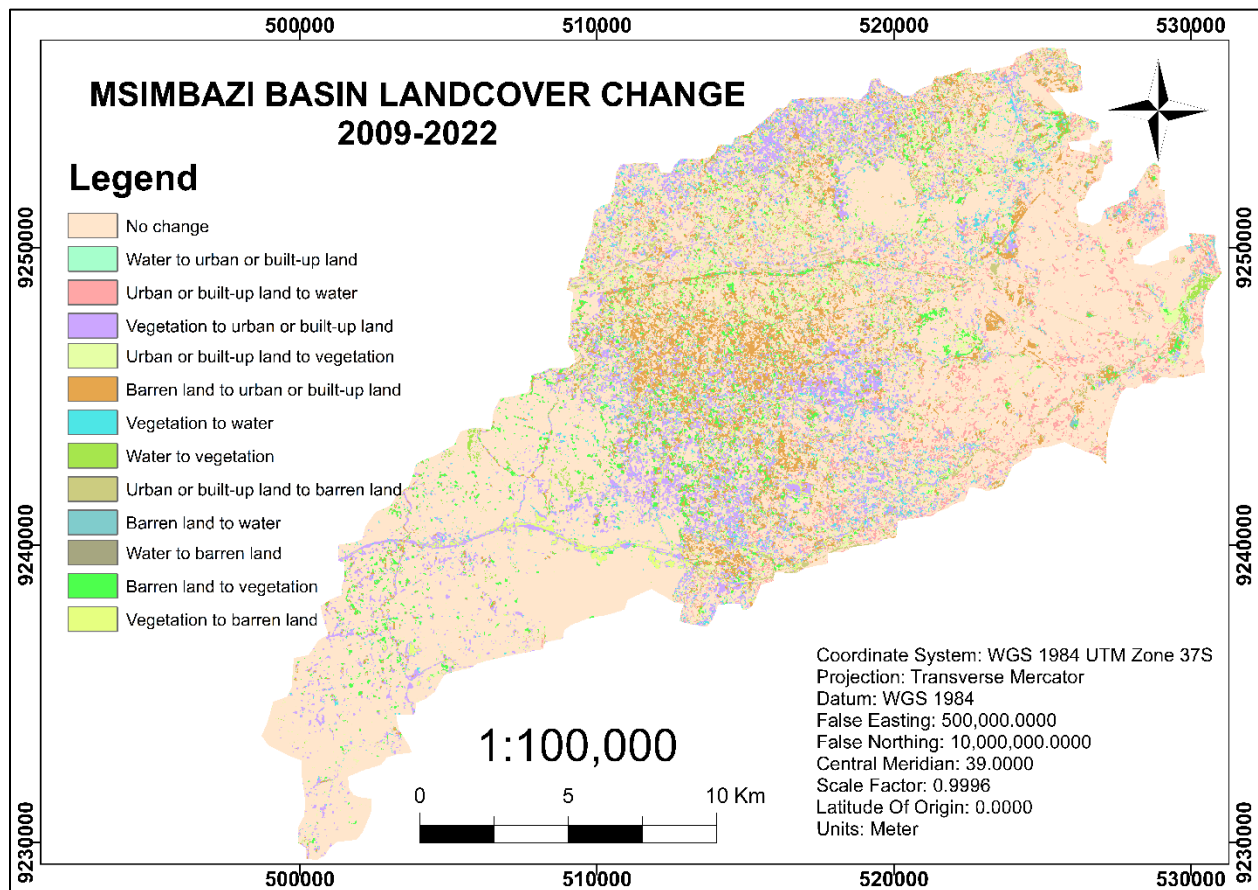 500000 510000 520000 530000
MSIMBAZI BASIN LANDCOVER CHANGE
2009-2022
Legend
No change
Water to urban or built-up land
Urban or built-up land to water
Vegetation to urban or built-up land
Urban or built-up land to vegetation
Barren land to urban or built-up land
Vegetation to water
Water to vegetation
Urban or built-up land to barren land
Barren land to water
Water to barren land
Barren land to vegetation
Vegetation to barren land
9250000
9240000
9230000
9250000
9240000
9230000
1:100,000
0 5 10 Km
Coordinate System: WGS 1984 UTM Zone 37S
Projection: Transverse Mercator
Datum: WGS 1984
False Easting: 500,000.0000
False Northing: 10,000,000.0000
Central Meridian: 39.0000
Scale Factor: 0.9996
Latitude Of Origin: 0.0000
Units: Meter
500000 510000 520000 530000